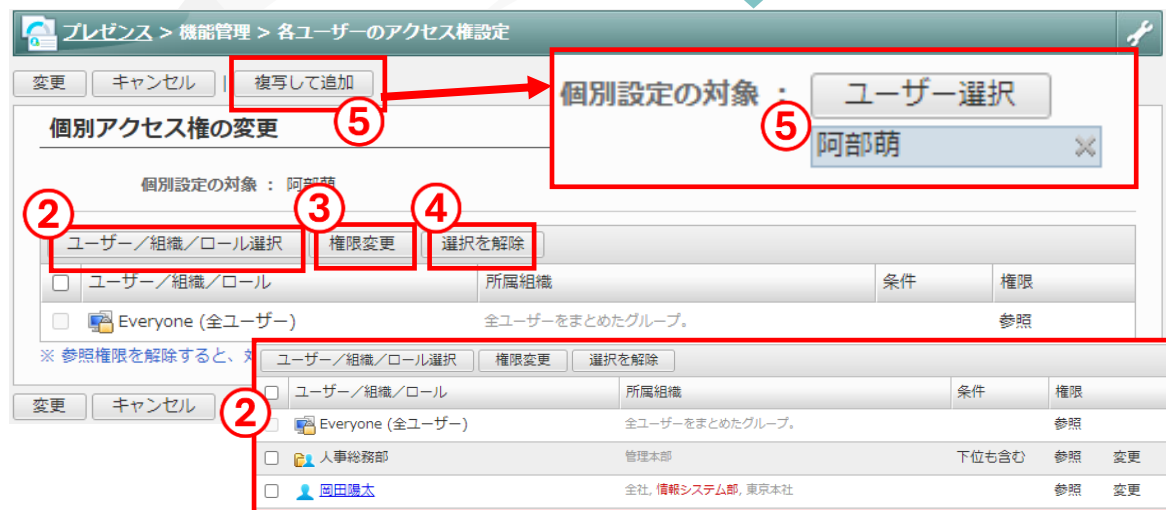 プレゼンス > 機能管理 > 各ユーザーのアクセス権設定
変更 キャンセル | 複写して追加
⑤
個別設定の対象 : ユーザー選択
⑤
阿部萌
個別アクセス権の変更
個別設定の対象 : 阿部萌
② ③ ④
ユーザー/組織/ロール選択 権限変更 選択を解除
ユーザー/組織/ロール 所属組織 条件 権限
Everyone (全ユーザー) 全ユーザーをまとめたグループ。 参照
※ 参照権限を解除すると、
変更 キャンセル
②
ユーザー/組織/ロール選択 権限変更 選択を解除
ユーザー/組織/ロール 所属組織 条件 権限
Everyone (全ユーザー) 全ユーザーをまとめたグループ。 参照
人事総務部 管理本部 下位も含む 参照 変更
岡田陽太 全社, 情報システム部, 東京本社 参照 変更